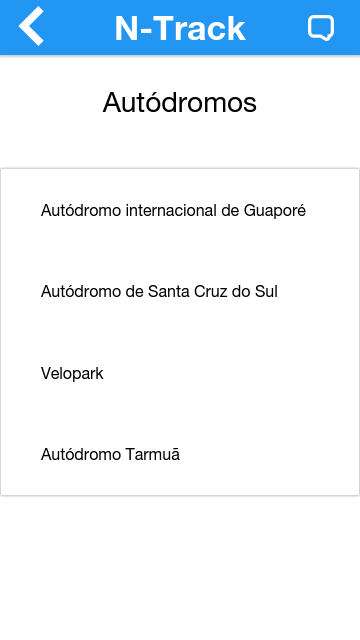 N-Track
Autódromos
Autódromo internacional de Guaporé
Autódromo de Santa Cruz do Sul
Velopark
Autódromo Tarmuã